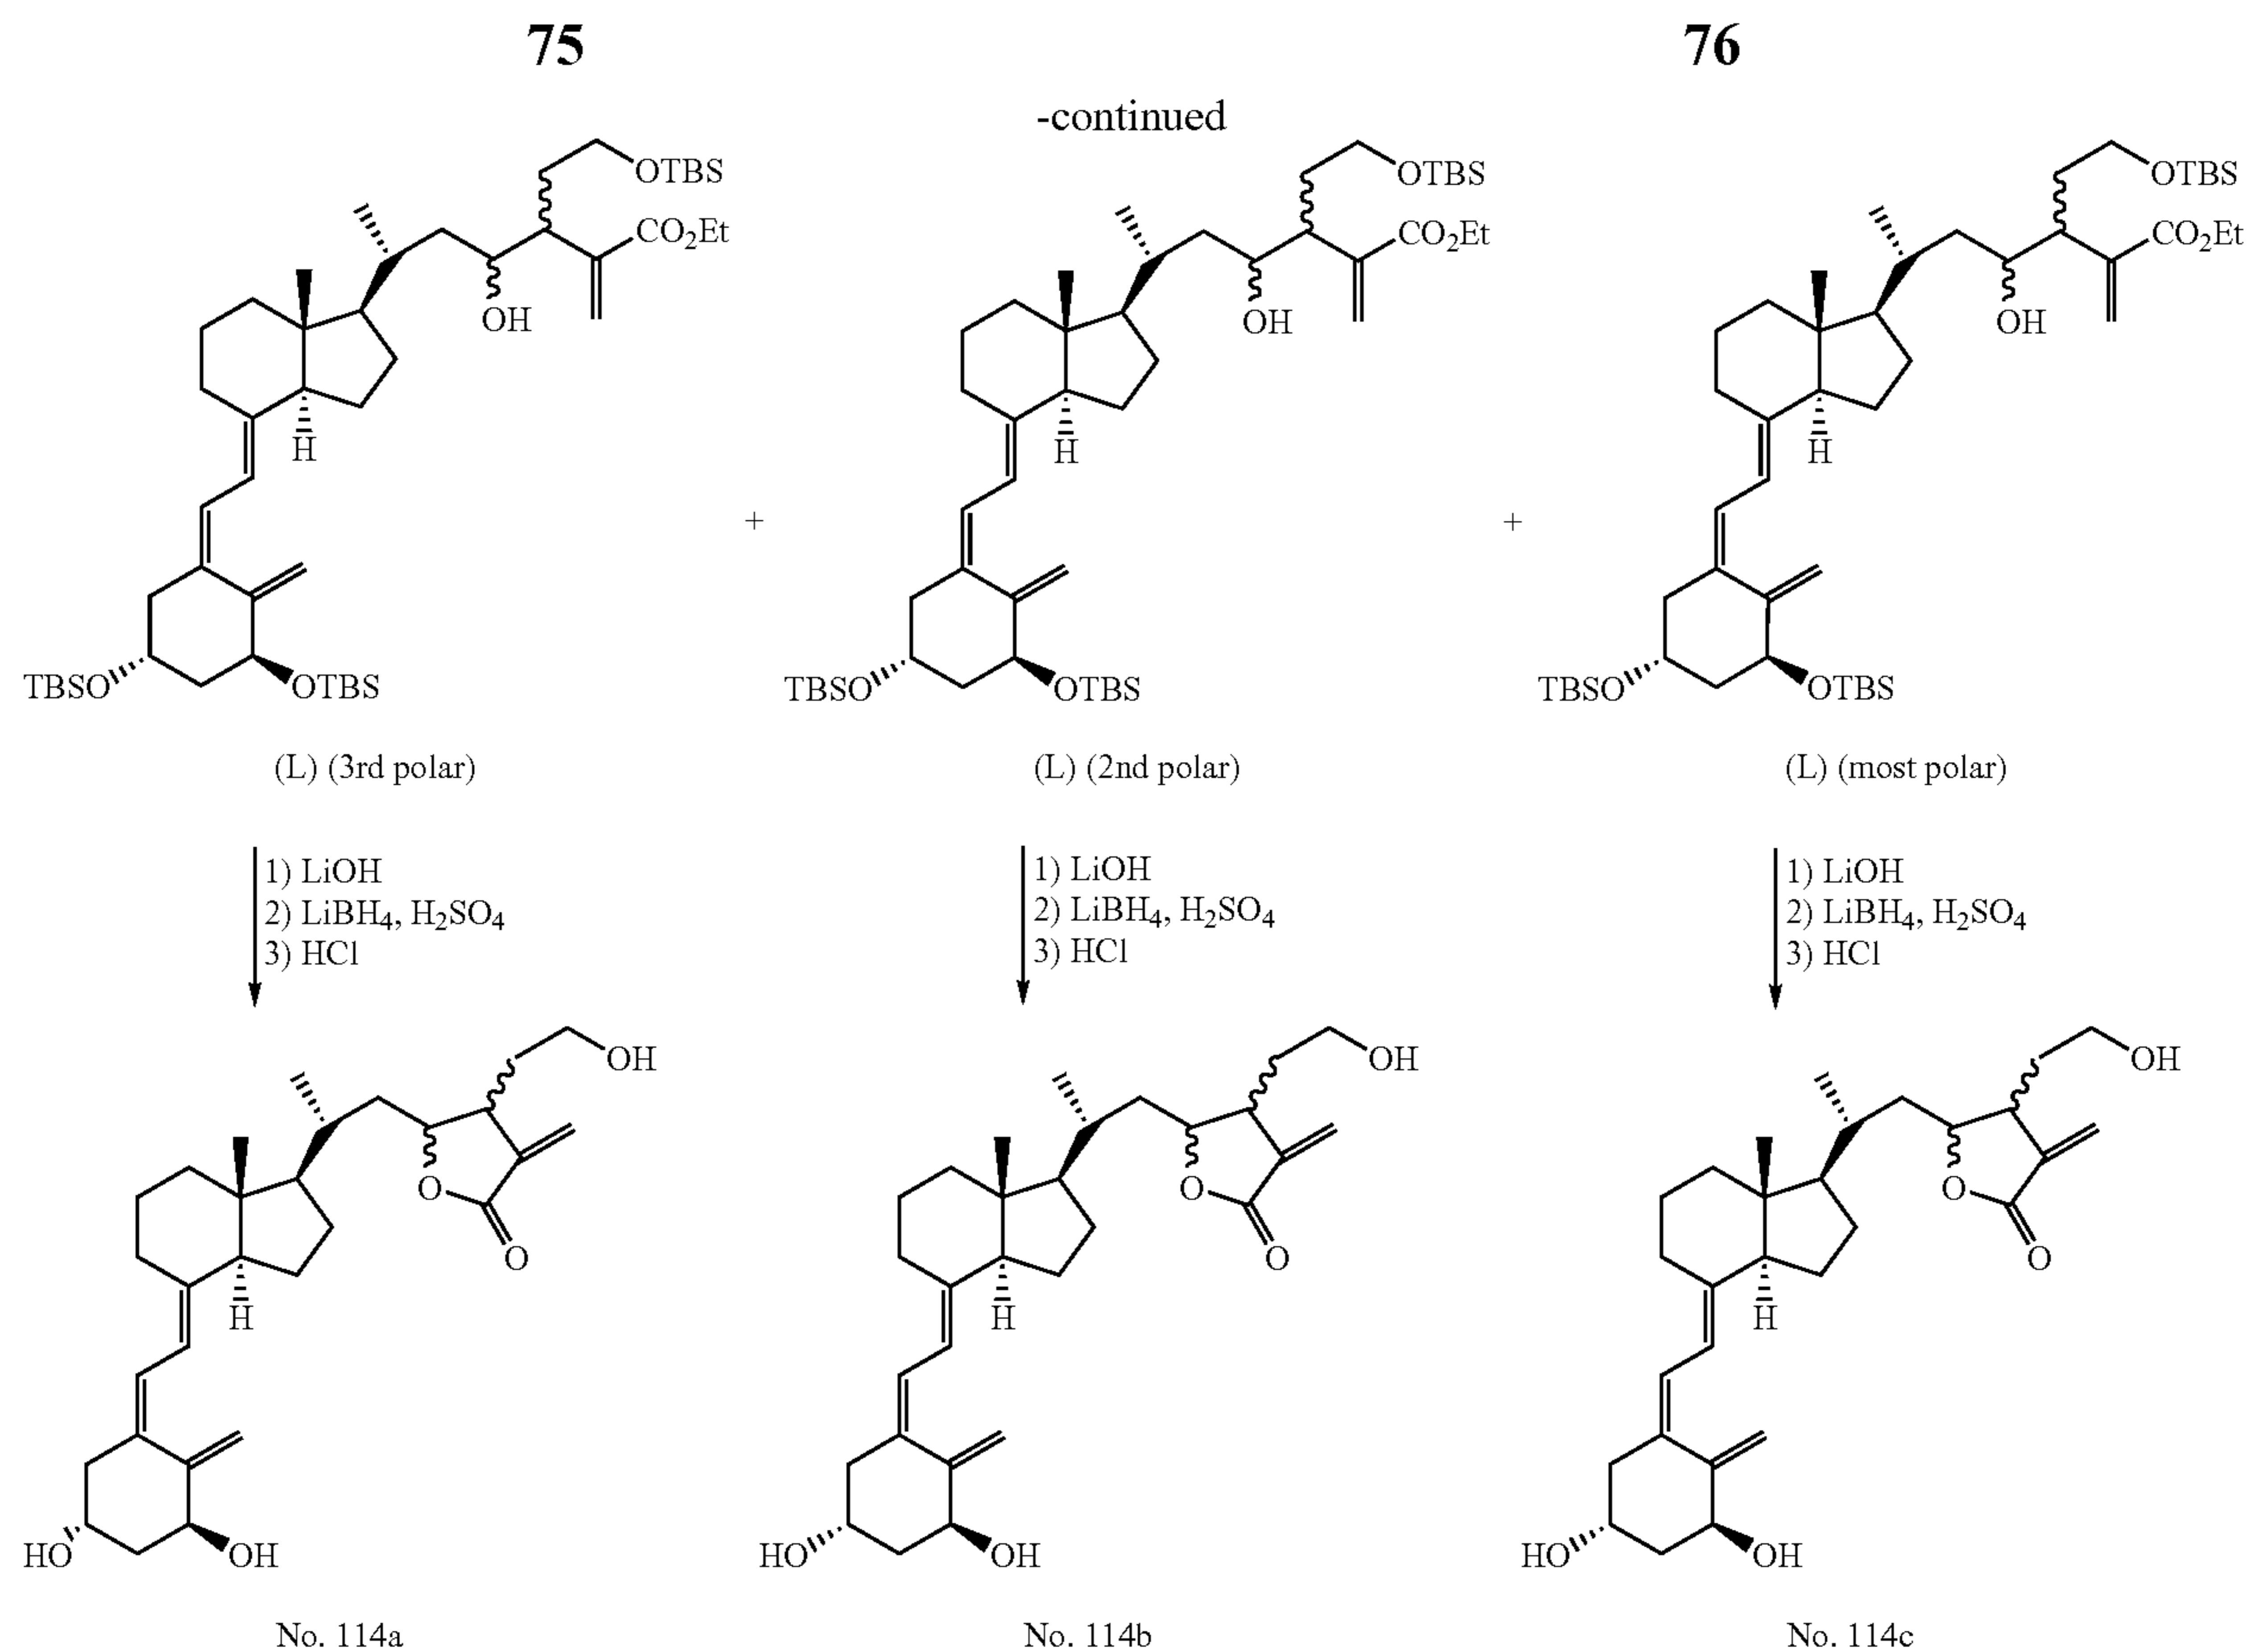 75 76
-continued
OTBS OTBS OTBS
CO2Et CO2Et CO2Et
OH OH OH
H H H
+ +
TBSO OTBS TBSO OTBS TBSO OTBS
(L) (3rd polar) (L) (2nd polar) (L) (most polar)
1) LiOH 1) LiOH 1) LiOH
2) LiBH4, H2SO4 2) LiBH4, H2SO4 2) LiBH4, H2SO4
3) HCl 3) HCl 3) HCl
OH OH OH
O O O
O O O
H H H
HO OH HO OH HO OH
No. 114a No. 114b No. 114c